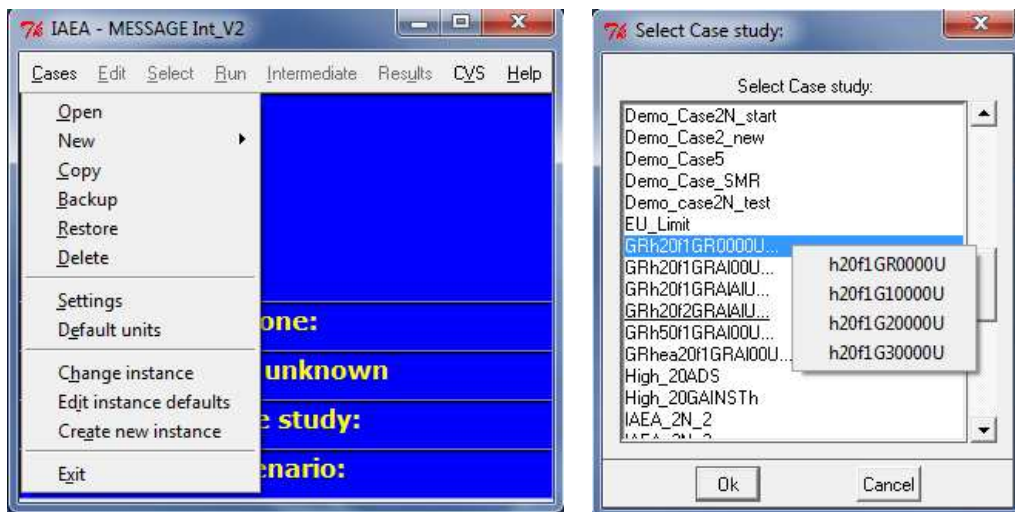 IAEA - MESSAGE Int_V2
Cases Edit Select Run Intermediate Results CVS Help
Open
New
Copy
Backup
Restore
Delete
Settings
Default units
Change instance
Edit instance defaults
Create new instance
Exit
one:
unknown
e study:
enario:
Select Case study:
Select Case study:
Demo_Case2N_start
Demo_Case2_new
Demo_Case5
Demo_Case_SMR
Demo_case2N_test
EU_Limit
GRh20f1GR0000U...
GRh20f1GRAI00U...
GRh20f1GRAIAIU...
GRh20f2GRAIAIU...
GRh50f1GRAI00U...
GRhea20f1GRAI00U...
High_20ADS
High_20GAINSTh
IAEA_2N_2
h20f1GR0000U
h20f1G10000U
h20f1G20000U
h20f1G30000U
Ok Cancel